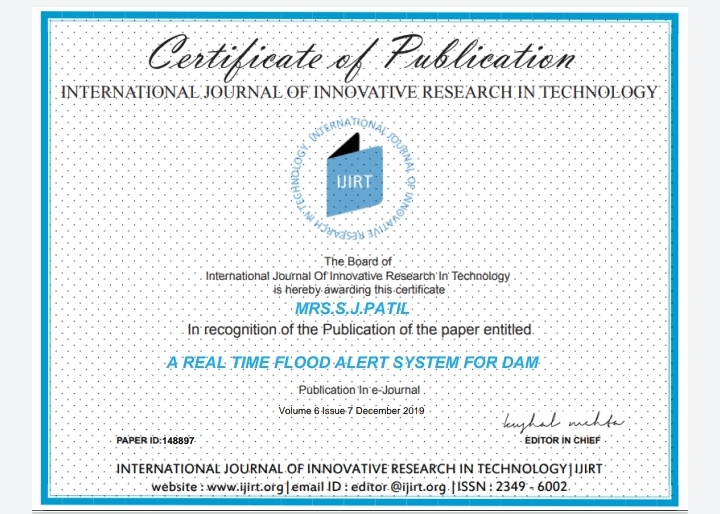 Certificate of Publication
INTERNATIONAL JOURNAL OF INNOVATIVE RESEARCH IN TECHNOLOGY
INTERNATIONAL JOURNAL OF INNOVATIVE RESEARCH IN TECHNOLOGY
IJIRT
The Board of
International Journal Of Innovative Research In Technology
is hereby awarding this certificate
MRS.S.J.PATIL
In recognition of the Publication of the paper entitled
A REAL TIME FLOOD ALERT SYSTEM FOR DAM
Publication In e-Journal
Volume 6 Issue 7 December 2019
kushal mehta
PAPER ID:148897
EDITOR IN CHIEF
INTERNATIONAL JOURNAL OF INNOVATIVE RESEARCH IN TECHNOLOGY|IJIRT
website : www.ijirt.org|email ID : editor @ijirt.org |ISSN : 2349 - 6002